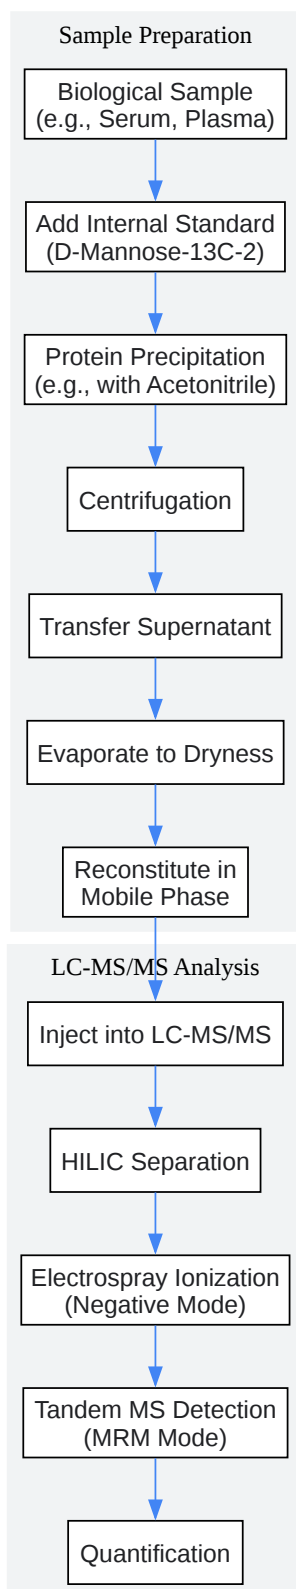 Sample Preparation
Biological Sample
(e.g., Serum, Plasma)
Add Internal Standard
(D-Mannose-13C-2)
Protein Precipitation
(e.g., with Acetonitrile)
Centrifugation
Transfer Supernatant
Evaporate to Dryness
Reconstitute in
Mobile Phase
LC-MS/MS Analysis
Inject into LC-MS/MS
HILIC Separation
Electrospray Ionization
(Negative Mode)
Tandem MS Detection
(MRM Mode)
Quantification